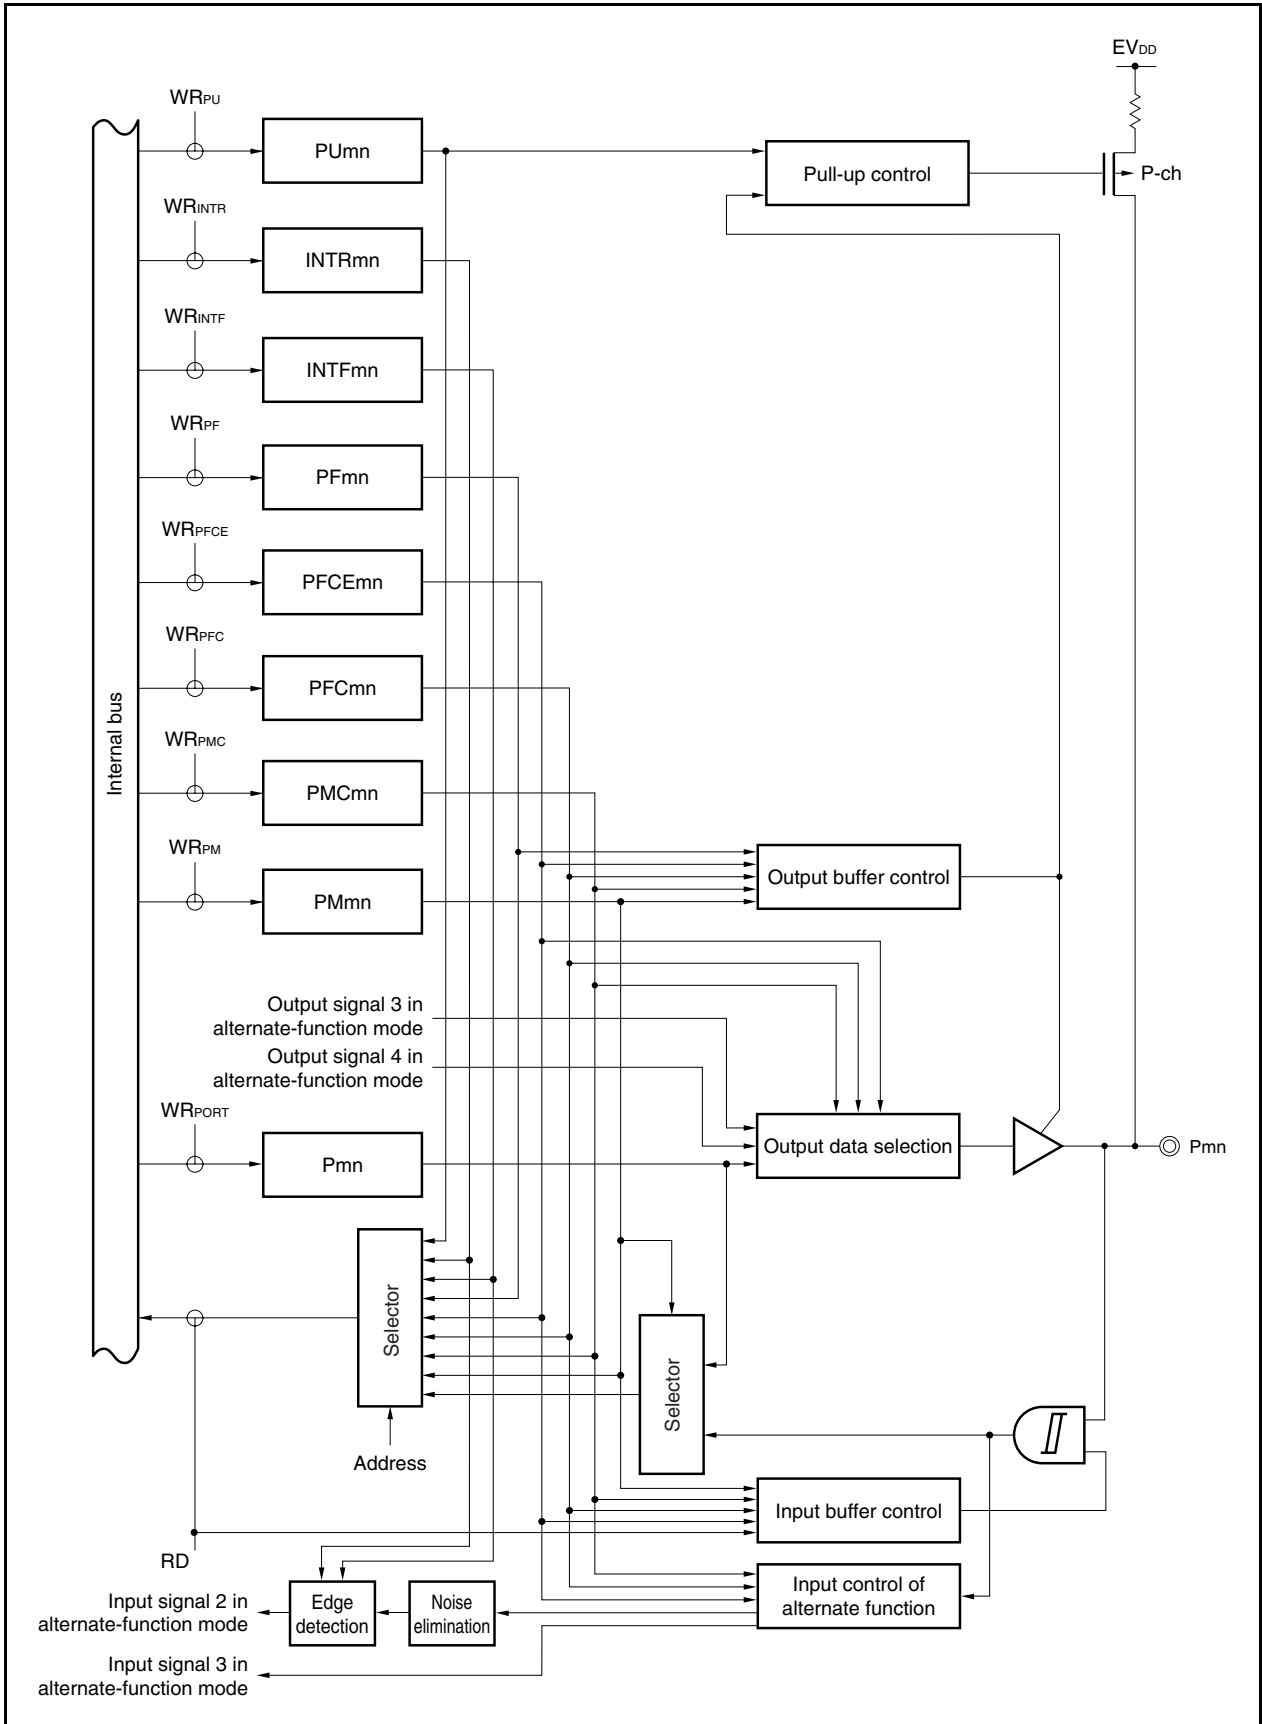 EVDD
WRPU
PUmn
Pull-up control
P-ch
WRINTR
INTRmn
WRINTF
INTFmn
WRPF
PFmn
WRPFCE
PFCEmn
WRPFC
PFCmn
Internal bus
WRPMC
PMCmn
WRPM
PMmn
Output buffer control
Output signal 3 in
alternate-function mode
Output signal 4 in
alternate-function mode
WRPORT
Pmn
Output data selection
Pmn
Selector
Selector
Address
Input buffer control
RD
Input signal 2 in
alternate-function mode
Edge
detection
Noise
elimination
Input control of
alternate function
Input signal 3 in
alternate-function mode